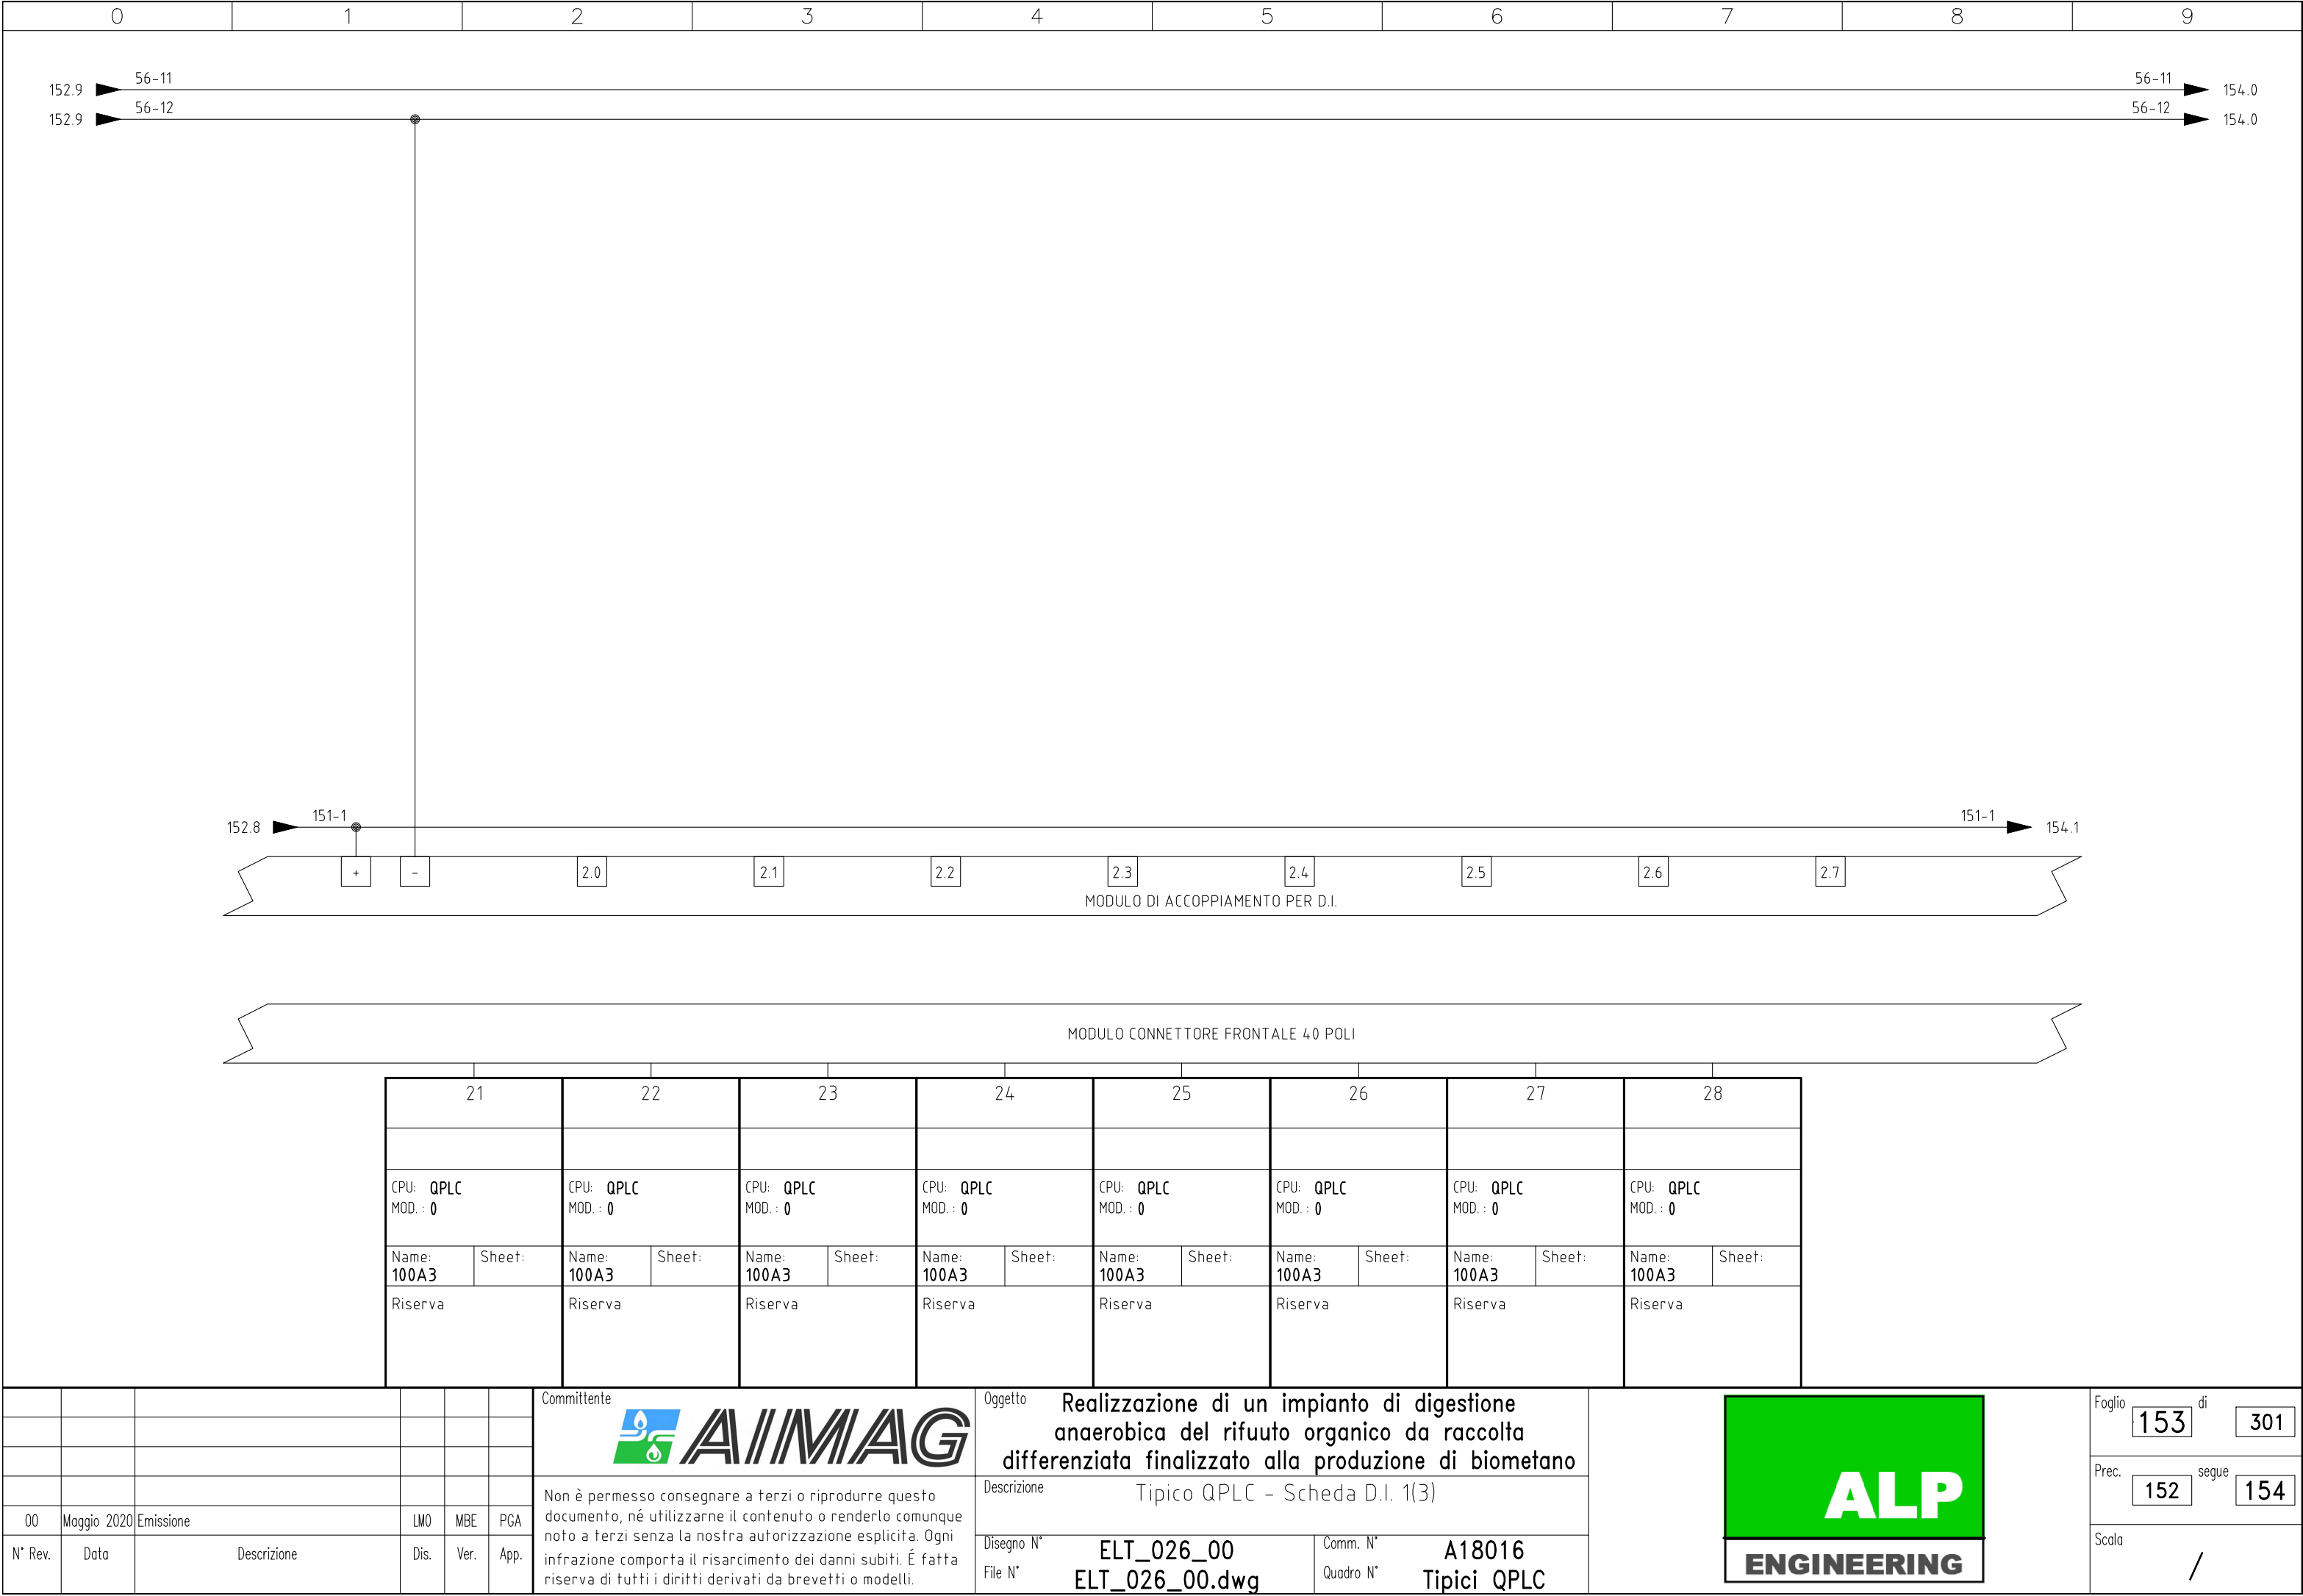 0 1 2 3 4 5 6 7 8 9
56-11 56-11
152.9 154.0
56-12 56-12
152.9 154.0
151-1 151-1
152.8 154.1
+ - 2.0 2.1 2.2 2.3 2.4 2.5 2.6 2.7
MODULO DI ACCOPPIAMENTO PER D.I.
MODULO CONNETTORE FRONTALE 40 POLI
21 22 23 24 25 26 27 28
CPU: QPLC CPU: QPLC CPU: QPLC CPU: QPLC CPU: QPLC CPU: QPLC CPU: QPLC CPU: QPLC
MOD. : 0 MOD. : 0 MOD. : 0 MOD. : 0 MOD. : 0 MOD. : 0 MOD. : 0 MOD. : 0
Name: Sheet: Name: Sheet: Name: Sheet: Name: Sheet: Name: Sheet: Name: Sheet: Name: Sheet: Name: Sheet:
100A3 100A3 100A3 100A3 100A3 100A3 100A3 100A3
Riserva Riserva Riserva Riserva Riserva Riserva Riserva Riserva
00 Maggio 2020 Emissione LMO MBE PGA
N° Rev. Data Descrizione Dis. Ver. App.
Committente
AIMAG
Non è permesso consegnare a terzi o riprodurre questo
documento, né utilizzarne il contenuto o renderlo comunque
noto a terzi senza la nostra autorizzazione esplicita. Ogni
infrazione comporta il risarcimento dei danni subiti. É fatta
riserva di tutti i diritti derivati da brevetti o modelli.
Oggetto Realizzazione di un impianto di digestione
anaerobica del rifuuto organico da raccolta
differenziata finalizzato alla produzione di biometano
Descrizione Tipico QPLC - Scheda D.I. 1(3)
Disegno N° ELT_026_00 Comm. N° A18016
File N° ELT_026_00.dwg Quadro N° Tipici QPLC
ALP
ENGINEERING
Foglio 153 di 301
Prec. 152 segue 154
Scala /